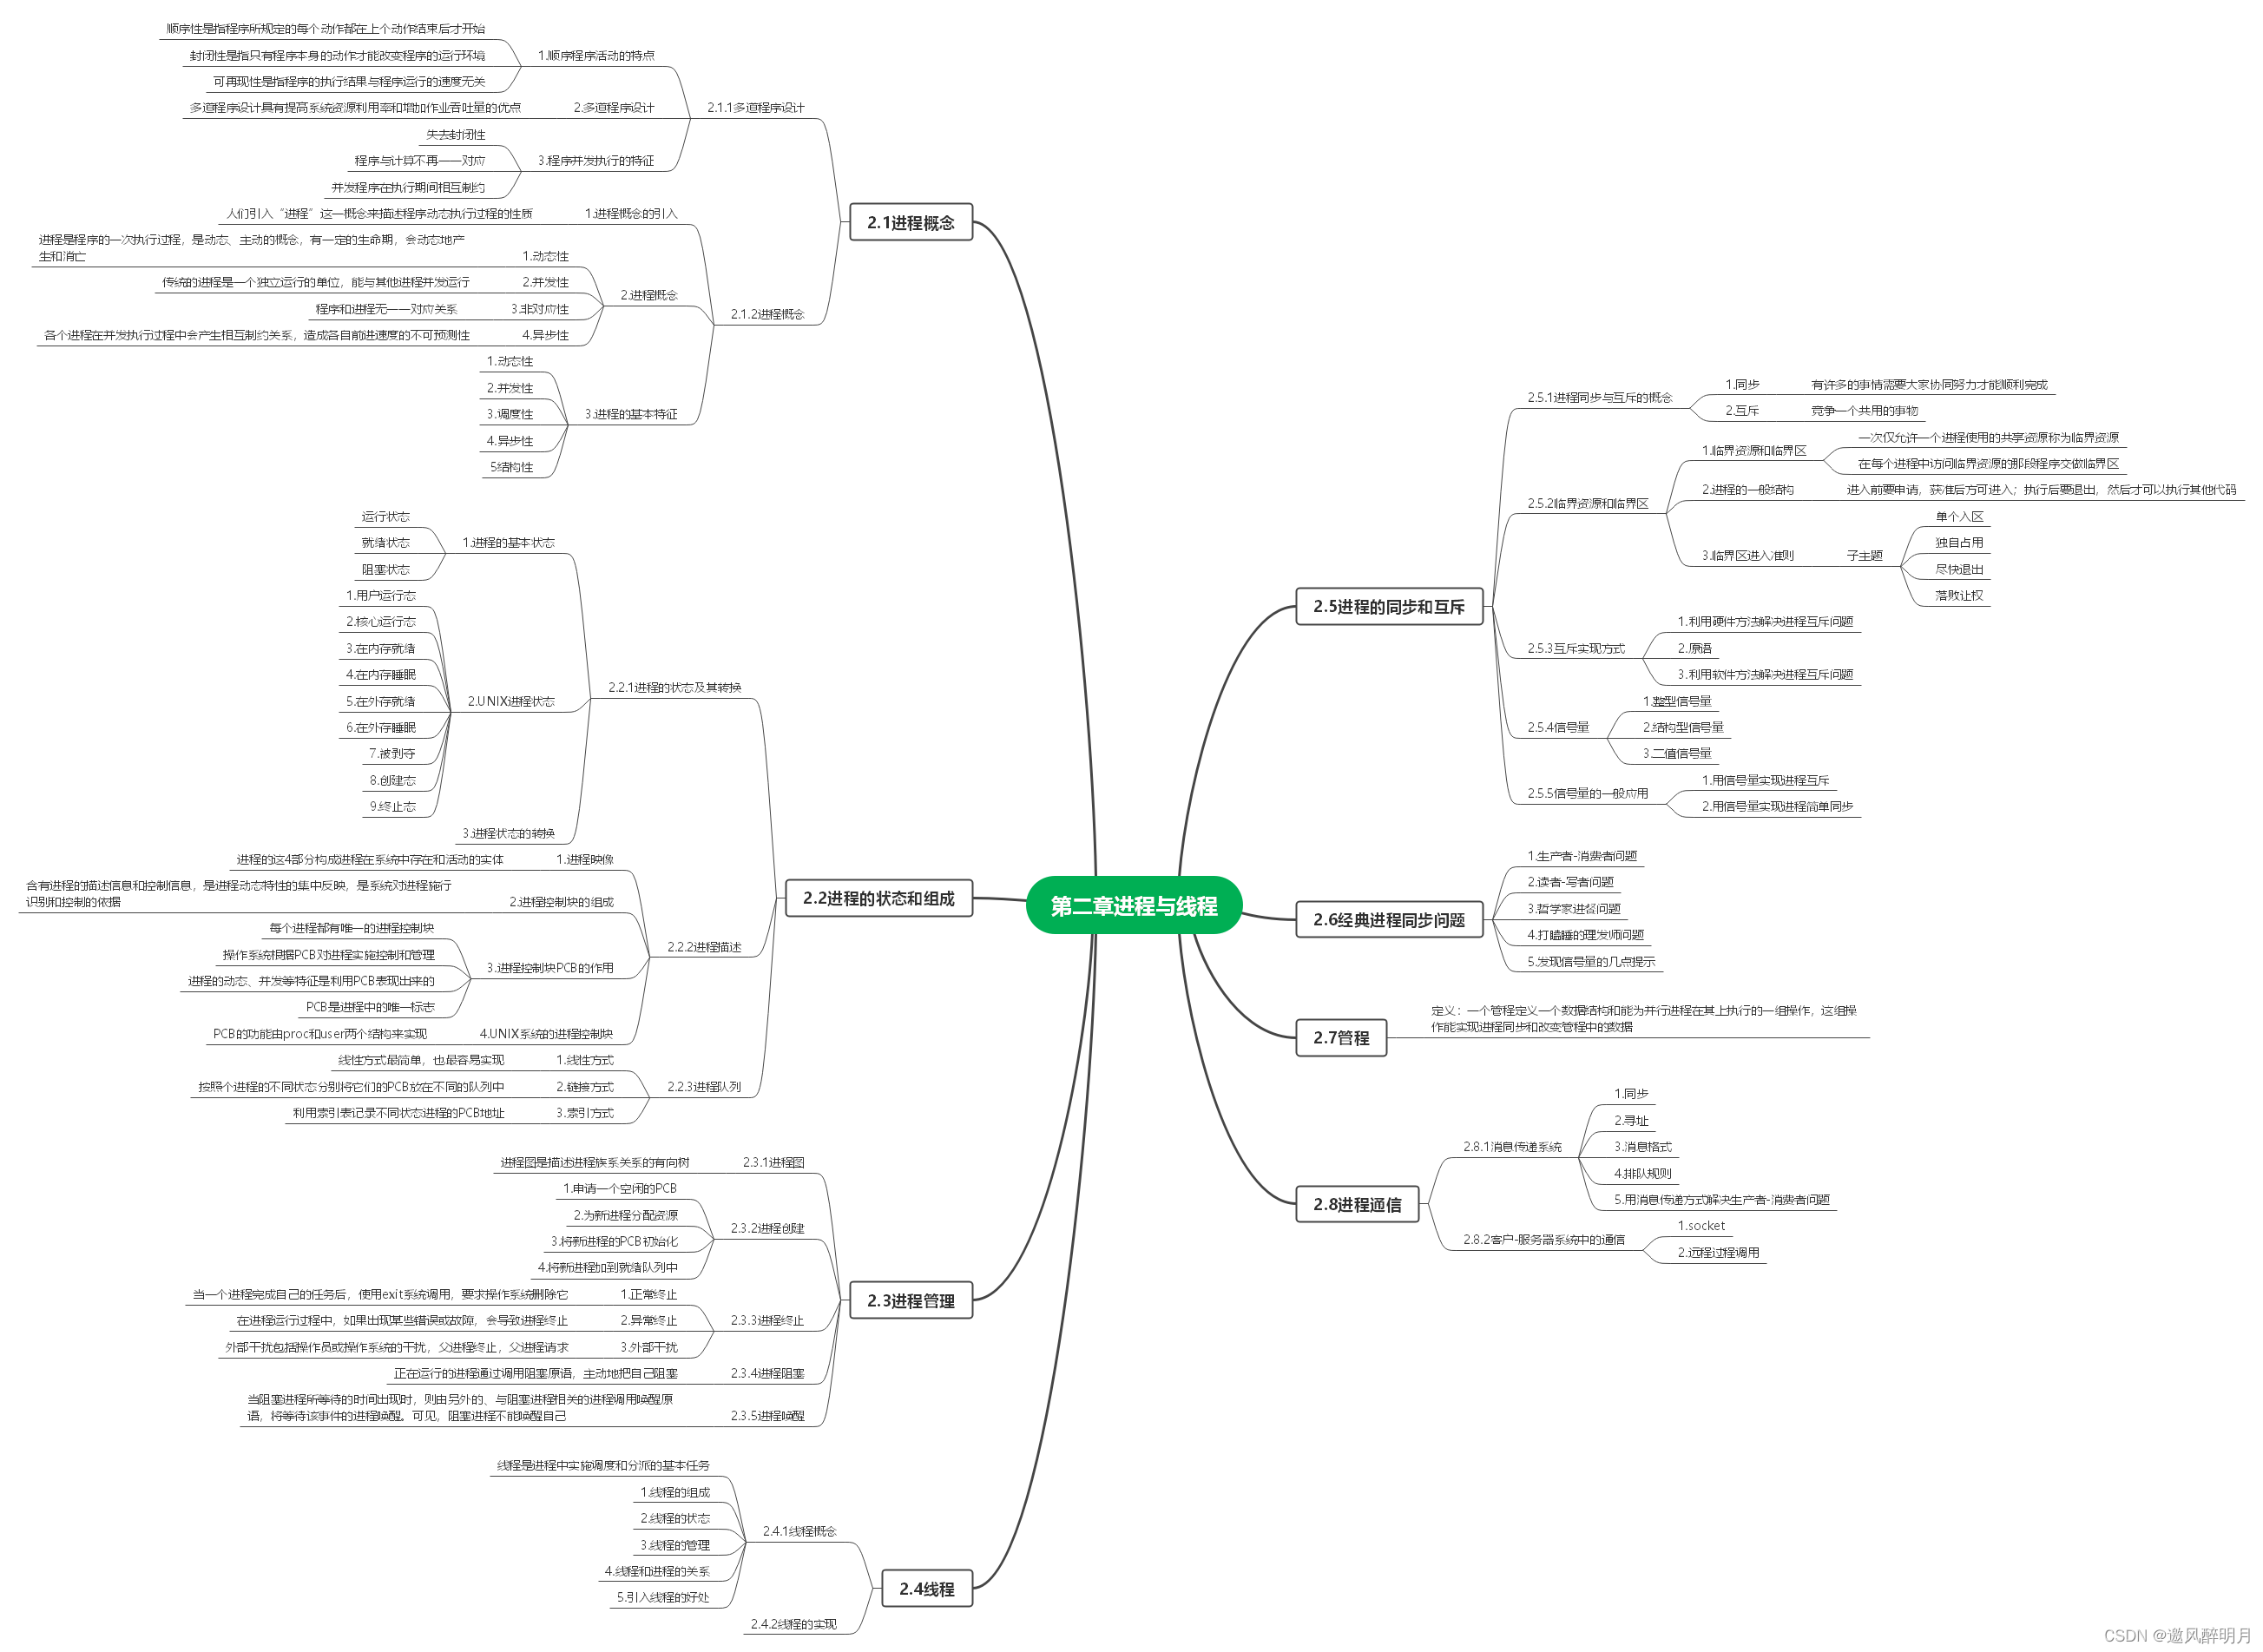 第二章进程与线程
2.1进程概念
2.1.1多道程序设计
1.顺序程序活动的特点
顺序性是指程序所规定的每个动作都在上个动作结束后才开始
封闭性是指只有程序本身的动作才能改变程序的运行环境
可再现性是指程序的执行结果与程序运行的速度无关
2.多道程序设计
多道程序设计具有提高系统资源利用率和增加作业吞吐量的优点
3.程序并发执行的特征
失去封闭性
程序与计算不再一一对应
并发程序在执行期间相互制约
2.1.2进程概念
1.进程概念的引入
人们引入“进程”这一概念来描述程序动态执行过程的性质
2.进程概念
1.动态性
进程是程序的一次执行过程，是动态、主动的概念，有一定的生命期，会动态地产
生和消亡
2.并发性
传统的进程是一个独立运行的单位，能与其他进程并发运行
3.非对应性
程序和进程无一一对应关系
4.异步性
各个进程在并发执行过程中会产生相互制约关系，造成各自前进速度的不可预测性
3.进程的基本特征
1.动态性
2.并发性
3.调度性
4.异步性
5结构性
2.2进程的状态和组成
2.2.1进程的状态及其转换
1.进程的基本状态
运行状态
就绪状态
阻塞状态
2.UNIX进程状态
1.用户运行态
2.核心运行态
3.在内存就绪
4.在内存睡眠
5.在外存就绪
6.在外存睡眠
7.被剥夺
8.创建态
9.终止态
3.进程状态的转换
2.2.2进程描述
1.进程映像
进程的这4部分构成进程在系统中存在和活动的实体
2.进程控制块的组成
含有进程的描述信息和控制信息，是进程动态特性的集中反映，是系统对进程施行
识别和控制的依据
3.进程控制块PCB的作用
每个进程都有唯一的进程控制块
操作系统根据PCB对进程实施控制和管理
进程的动态、并发等特征是利用PCB表现出来的
PCB是进程中的唯一标志
4.UNIX系统的进程控制块
PCB的功能由proc和user两个结构来实现
2.2.3进程队列
1.线性方式
线性方式最简单，也最容易实现
2.链接方式
按照个进程的不同状态分别将它们的PCB放在不同的队列中
3.索引方式
利用索引表记录不同状态进程的PCB地址
2.3进程管理
2.3.1进程图
进程图是描述进程族系关系的有向树
2.3.2进程创建
1.申请一个空闲的PCB
2.为新进程分配资源
3.将新进程的PCB初始化
4.将新进程加到就绪队列中
2.3.3进程终止
1.正常终止
当一个进程完成自己的任务后，使用exit系统调用，要求操作系统删除它
2.异常终止
在进程运行过程中，如果出现某些错误或故障，会导致进程终止
3.外部干扰
外部干扰包括操作员或操作系统的干扰，父进程终止，父进程请求
2.3.4进程阻塞
正在运行的进程通过调用阻塞原语，主动地把自己阻塞
2.3.5进程唤醒
当阻塞进程所等待的时间出现时，则由另外的、与阻塞进程相关的进程调用唤醒原
语，将等待该事件的进程唤醒。可见，阻塞进程不能唤醒自己
2.4线程
2.4.1线程概念
线程是进程中实施调度和分派的基本任务
1.线程的组成
2.线程的状态
3.线程的管理
4.线程和进程的关系
5.引入线程的好处
2.4.2线程的实现
2.5进程的同步和互斥
2.5.1进程同步与互斥的概念
1.同步
有许多的事情需要大家协同努力才能顺利完成
2.互斥
竞争一个共用的事物
2.5.2临界资源和临界区
1.临界资源和临界区
一次仅允许一个进程使用的共享资源称为临界资源
在每个进程中访问临界资源的那段程序交做临界区
2.进程的一般结构
进入前要申请，获准后方可进入；执行后要退出，然后才可以执行其他代码
3.临界区进入准则
子主题
单个入区
独自占用
尽快退出
落败让权
2.5.3互斥实现方式
1.利用硬件方法解决进程互斥问题
2.原语
3.利用软件方法解决进程互斥问题
2.5.4信号量
1.整型信号量
2.结构型信号量
3.二值信号量
2.5.5信号量的一般应用
1.用信号量实现进程互斥
2.用信号量实现进程简单同步
2.6经典进程同步问题
1.生产者-消费者问题
2.读者-写者问题
3.哲学家进餐问题
4.打瞌睡的理发师问题
5.发现信号量的几点提示
2.7管程
定义：一个管程定义一个数据结构和能为并行进程在其上执行的一组操作，这组操
作能实现进程同步和改变管程中的数据
2.8进程通信
2.8.1消息传递系统
1.同步
2.寻址
3.消息格式
4.排队规则
5.用消息传递方式解决生产者-消费者问题
2.8.2客户-服务器系统中的通信
1.socket
2.远程过程调用
CSDN @邀风醉明月